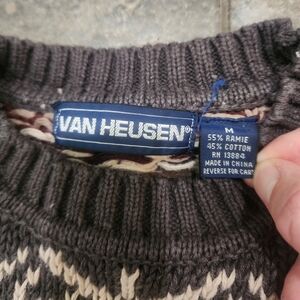 VAN HEUSEN®
M
55% RAMIE
45% COTTON
RN 13884
MADE IN CHINA
REVERSE FOR CARE